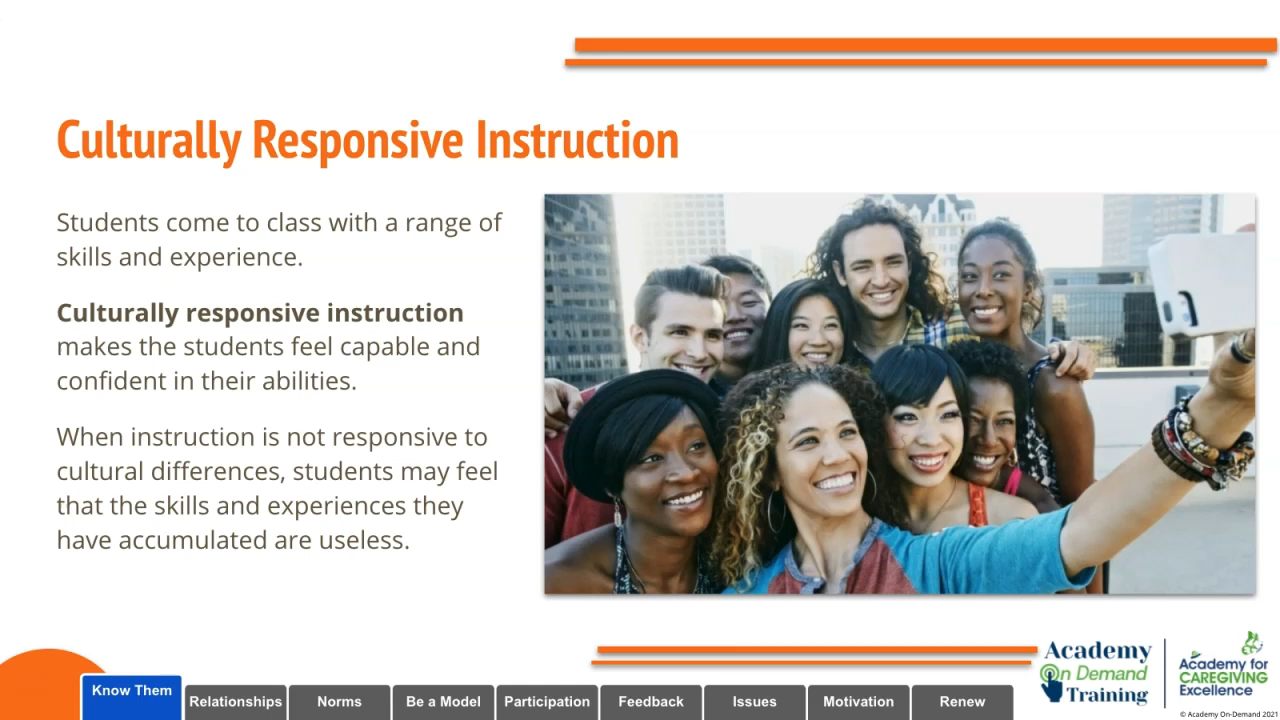 Culturally Responsive Instruction
Students come to class with a range of
skills and experience.
Culturally responsive instruction
makes the students feel capable and
confident in their abilities.
When instruction is not responsive to
cultural differences, students may feel
that the skills and experiences they
have accumulated are useless.
Know Them
Relationships
Norms
Be a Model
Participation
Feedback
Issues
Motivation
Renew
Academy
On Demand
Training
Academy for
CAREGIVING
Excellence
© Academy On-Demand 2021